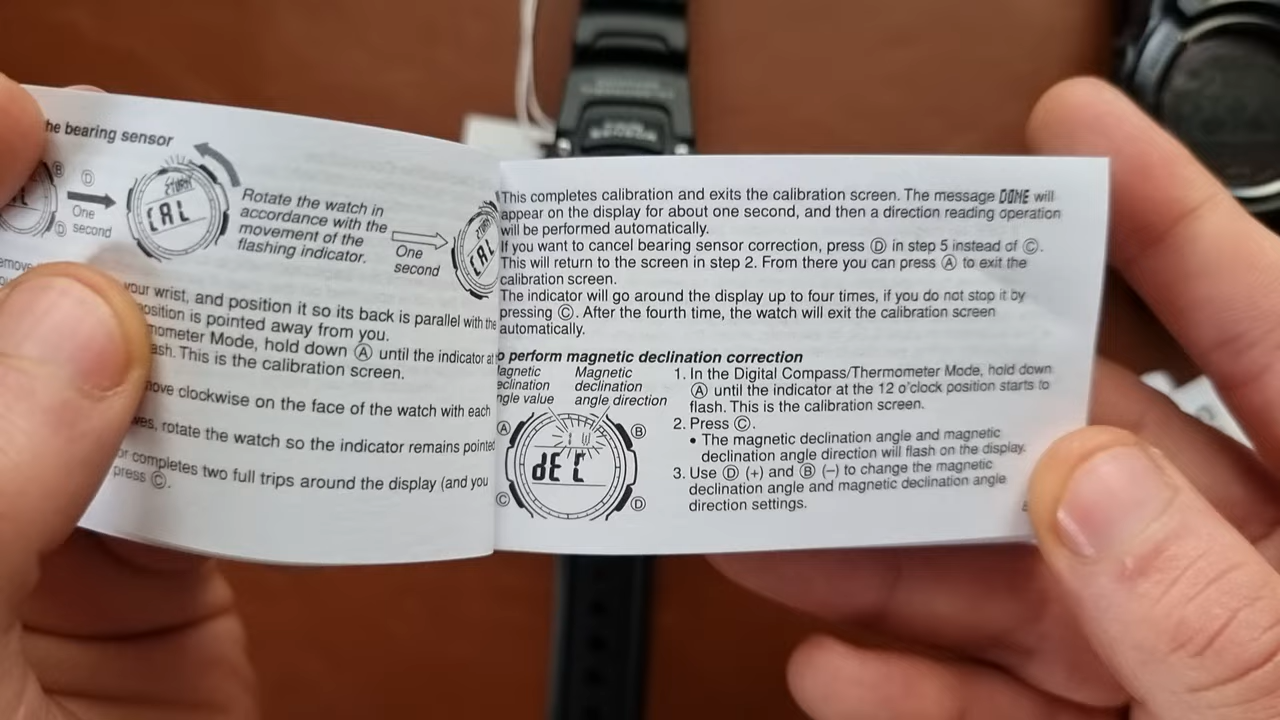 he bearing sensor
B
D
One
second
D
TURN
CAL
Rotate the watch in
accordance with the
movement of the
flashing indicator.
One
second
CAL
your wrist, and position it so its back is parallel with the
position is pointed away from you.
mometer Mode, hold down A until the indicator at
ash. This is the calibration screen.
ove clockwise on the face of the watch with each
ves, rotate the watch so the indicator remains pointed
or completes two full trips around the display (and you
press C.
This completes calibration and exits the calibration screen. The message DONE will
appear on the display for about one second, and then a direction reading operation
will be performed automatically.
If you want to cancel bearing sensor correction, press D in step 5 instead of C.
This will return to the screen in step 2. From there you can press A to exit the
calibration screen.
The indicator will go around the display up to four times, if you do not stop it by
pressing C. After the fourth time, the watch will exit the calibration screen
automatically.
o perform magnetic declination correction
agnetic
eclination
ngle value
Magnetic
declination
angle direction
A
B
1 W
dEC
C
D
1. In the Digital Compass/Thermometer Mode, hold down
A until the indicator at the 12 o'clock position starts to
flash. This is the calibration screen.
2. Press C.
• The magnetic declination angle and magnetic
declination angle direction will flash on the display.
3. Use D (+) and B (–) to change the magnetic
declination angle and magnetic declination angle
direction settings.